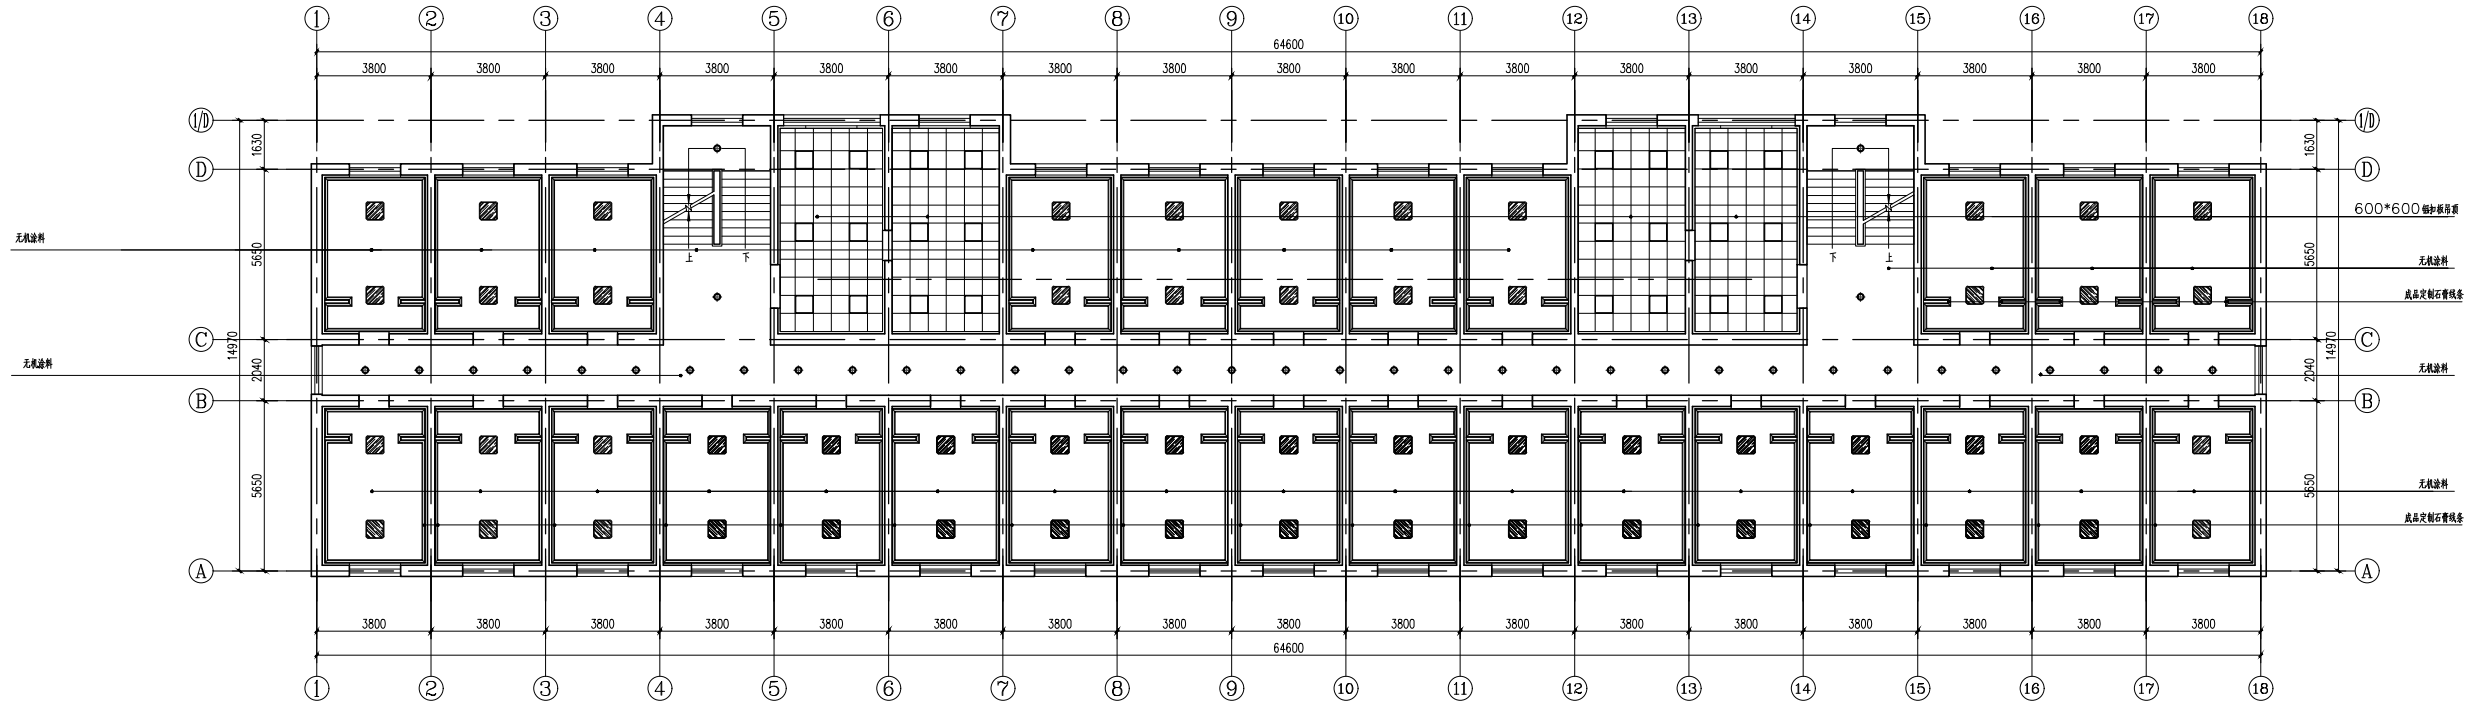 1 2 3 4 5 6 7 8 9 10 11 12 13 14 15 16 17 18
64600
3800 3800 3800 3800 3800 3800 3800 3800 3800 3800 3800 3800 3800 3800 3800 3800 3800
1/D 1/D
1630 1630
D D
600*600铝扣板吊顶
无机涂料
5650 5650
上 下 下 上
无机涂料
成品定制石膏线条
C C
14970 14970
无机涂料 2040 2040 无机涂料
B B
5650 5650
无机涂料
成品定制石膏线条
A A
3800 3800 3800 3800 3800 3800 3800 3800 3800 3800 3800 3800 3800 3800 3800 3800 3800
64600
1 2 3 4 5 6 7 8 9 10 11 12 13 14 15 16 17 18